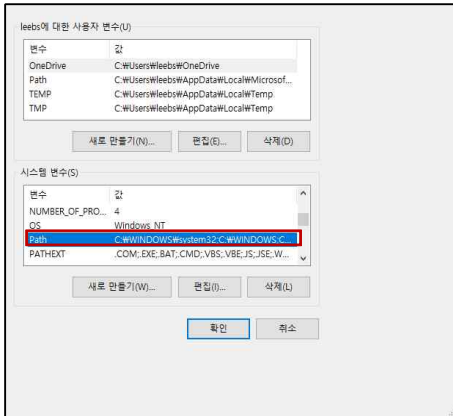 leebs에 대한 사용자 변수(U)
변수 값
OneDrive C:₩Users₩leebs₩OneDrive
Path C:₩Users₩leebs₩AppData₩Local₩Microsof...
TEMP C:₩Users₩leebs₩AppData₩Local₩Temp
TMP C:₩Users₩leebs₩AppData₩Local₩Temp
새로 만들기(N)... 편집(E)... 삭제(D)
시스템 변수(S)
변수 값
NUMBER_OF_PRO... 4
OS Windows_NT
Path C:₩WINDOWS₩system32;C:₩WINDOWS;C...
PATHEXT .COM;.EXE;.BAT;.CMD;.VBS;.VBE;.JS;.JSE;.W...
새로 만들기(W)... 편집(I)... 삭제(L)
확인 취소